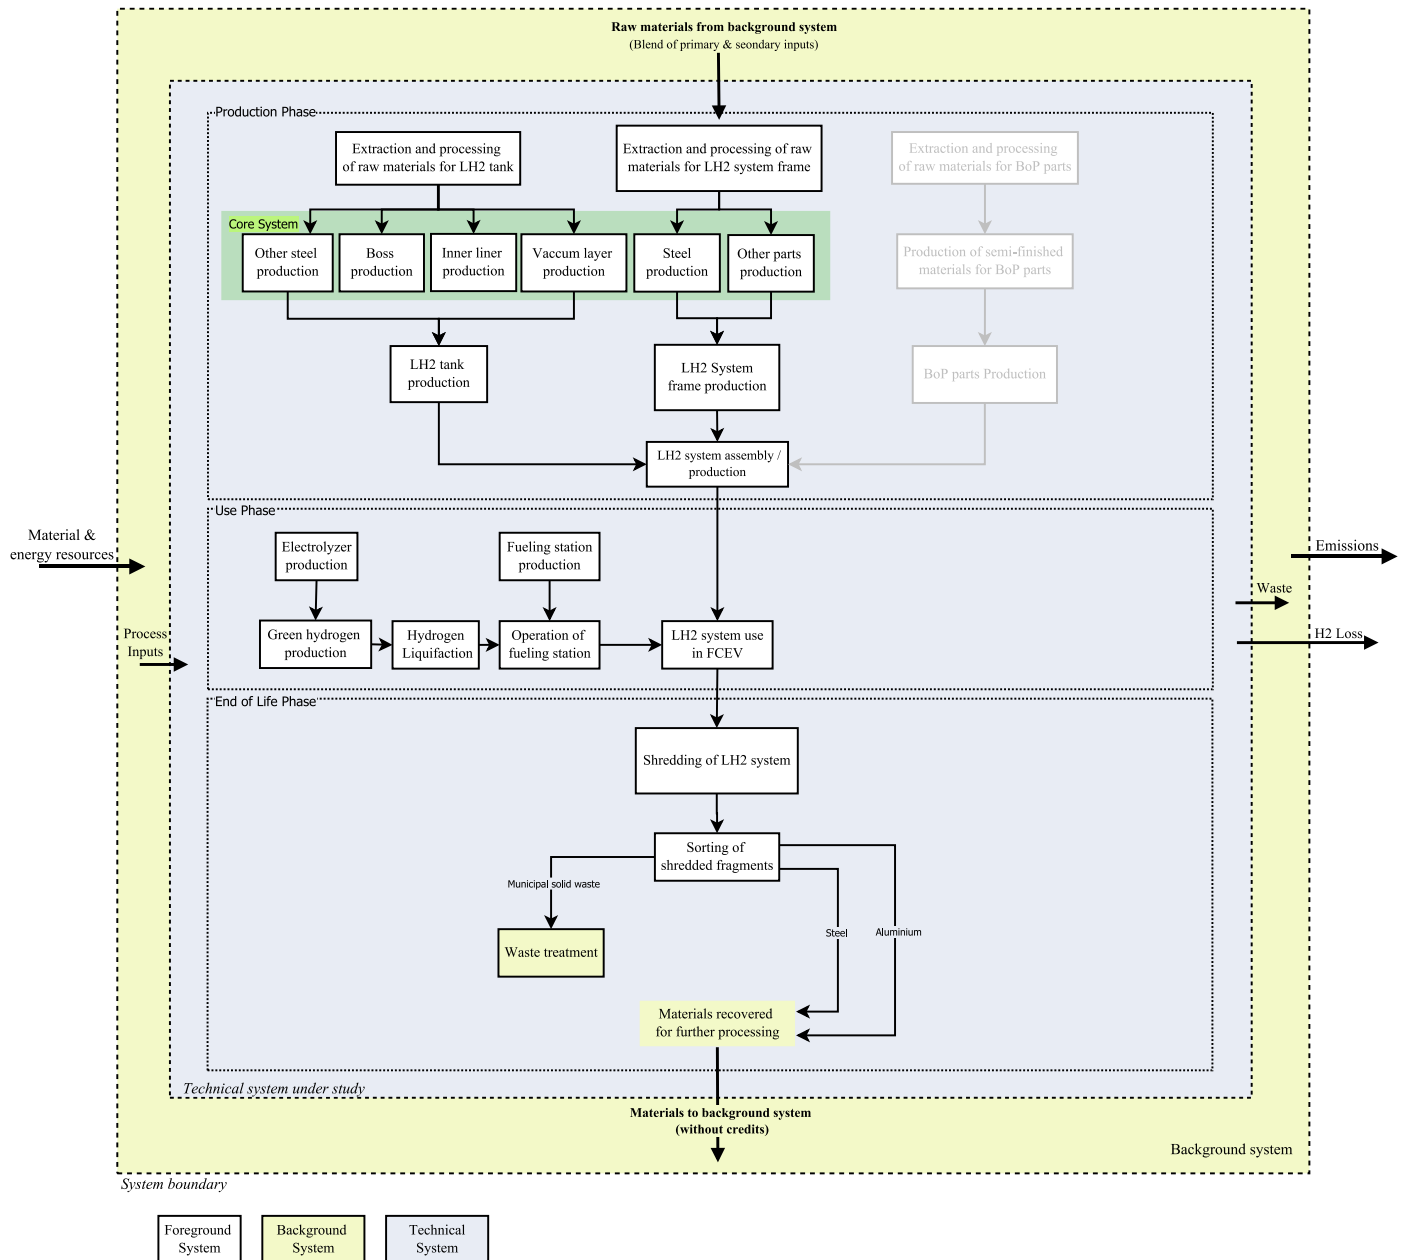 Raw materials from background system
(Blend of primary & seondary inputs)
Production Phase
Extraction and processing
of raw materials for LH2 tank
Extraction and processing of raw
materials for LH2 system frame
Extraction and processing
of raw materials for BoP parts
Core System
Other steel
production
Boss
production
Inner liner
production
Vaccum layer
production
Steel
production
Other parts
production
Production of semi-finished
materials for BoP parts
LH2 tank
production
LH2 System
frame production
BoP parts Production
LH2 system assembly /
production
Use Phase
Material &
energy resources
Electrolyzer
production
Fueling station
production
Emissions
Waste
Process
Inputs
Green hydrogen
production
Hydrogen
Liquifaction
Operation of
fueling station
LH2 system use
in FCEV
H2 Loss
End of Life Phase
Shredding of LH2 system
Sorting of
shredded fragments
Municipal solid waste
Steel
Aluminium
Waste treatment
Materials recovered
for further processing
Technical system under study
Materials to background system
(without credits)
Background system
System boundary
Foreground
System
Background
System
Technical
System